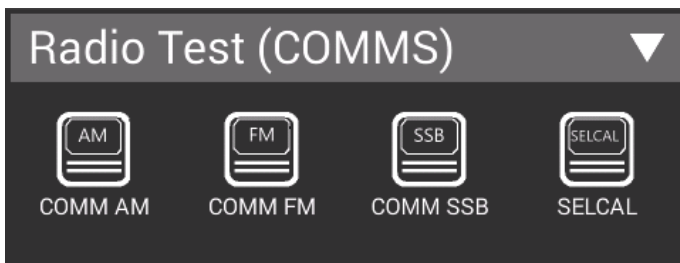 Radio Test (COMMS)
AM FM SSB SELCAL
COMM AM COMM FM COMM SSB SELCAL